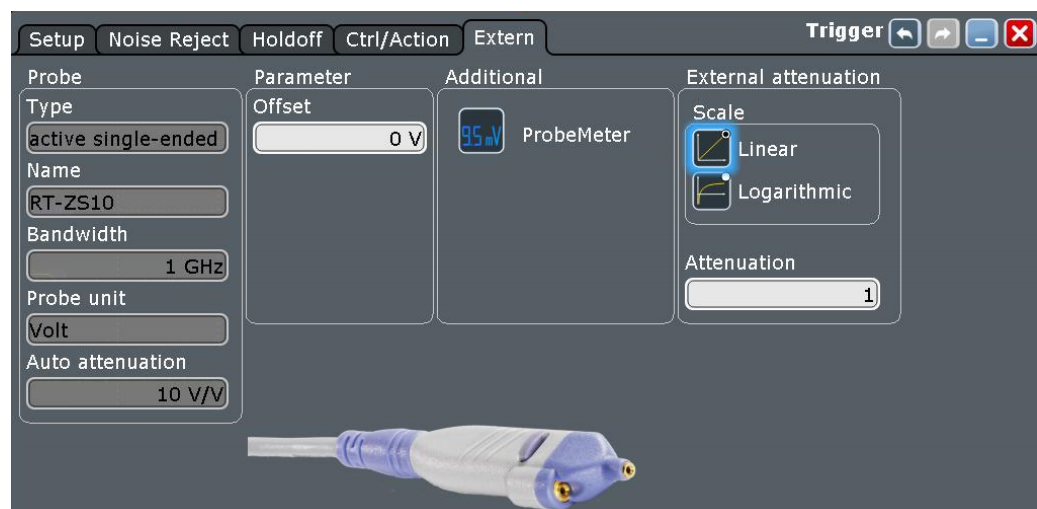 Setup Noise Reject Holdoff Ctrl/Action Extern Trigger
Probe
Type
active single-ended
Name
RT-ZS10
Bandwidth
1 GHz
Probe unit
Volt
Auto attenuation
10 V/V
Parameter
Offset
0 V
Additional
95 mV ProbeMeter
External attenuation
Scale
Linear
Logarithmic
Attenuation
1